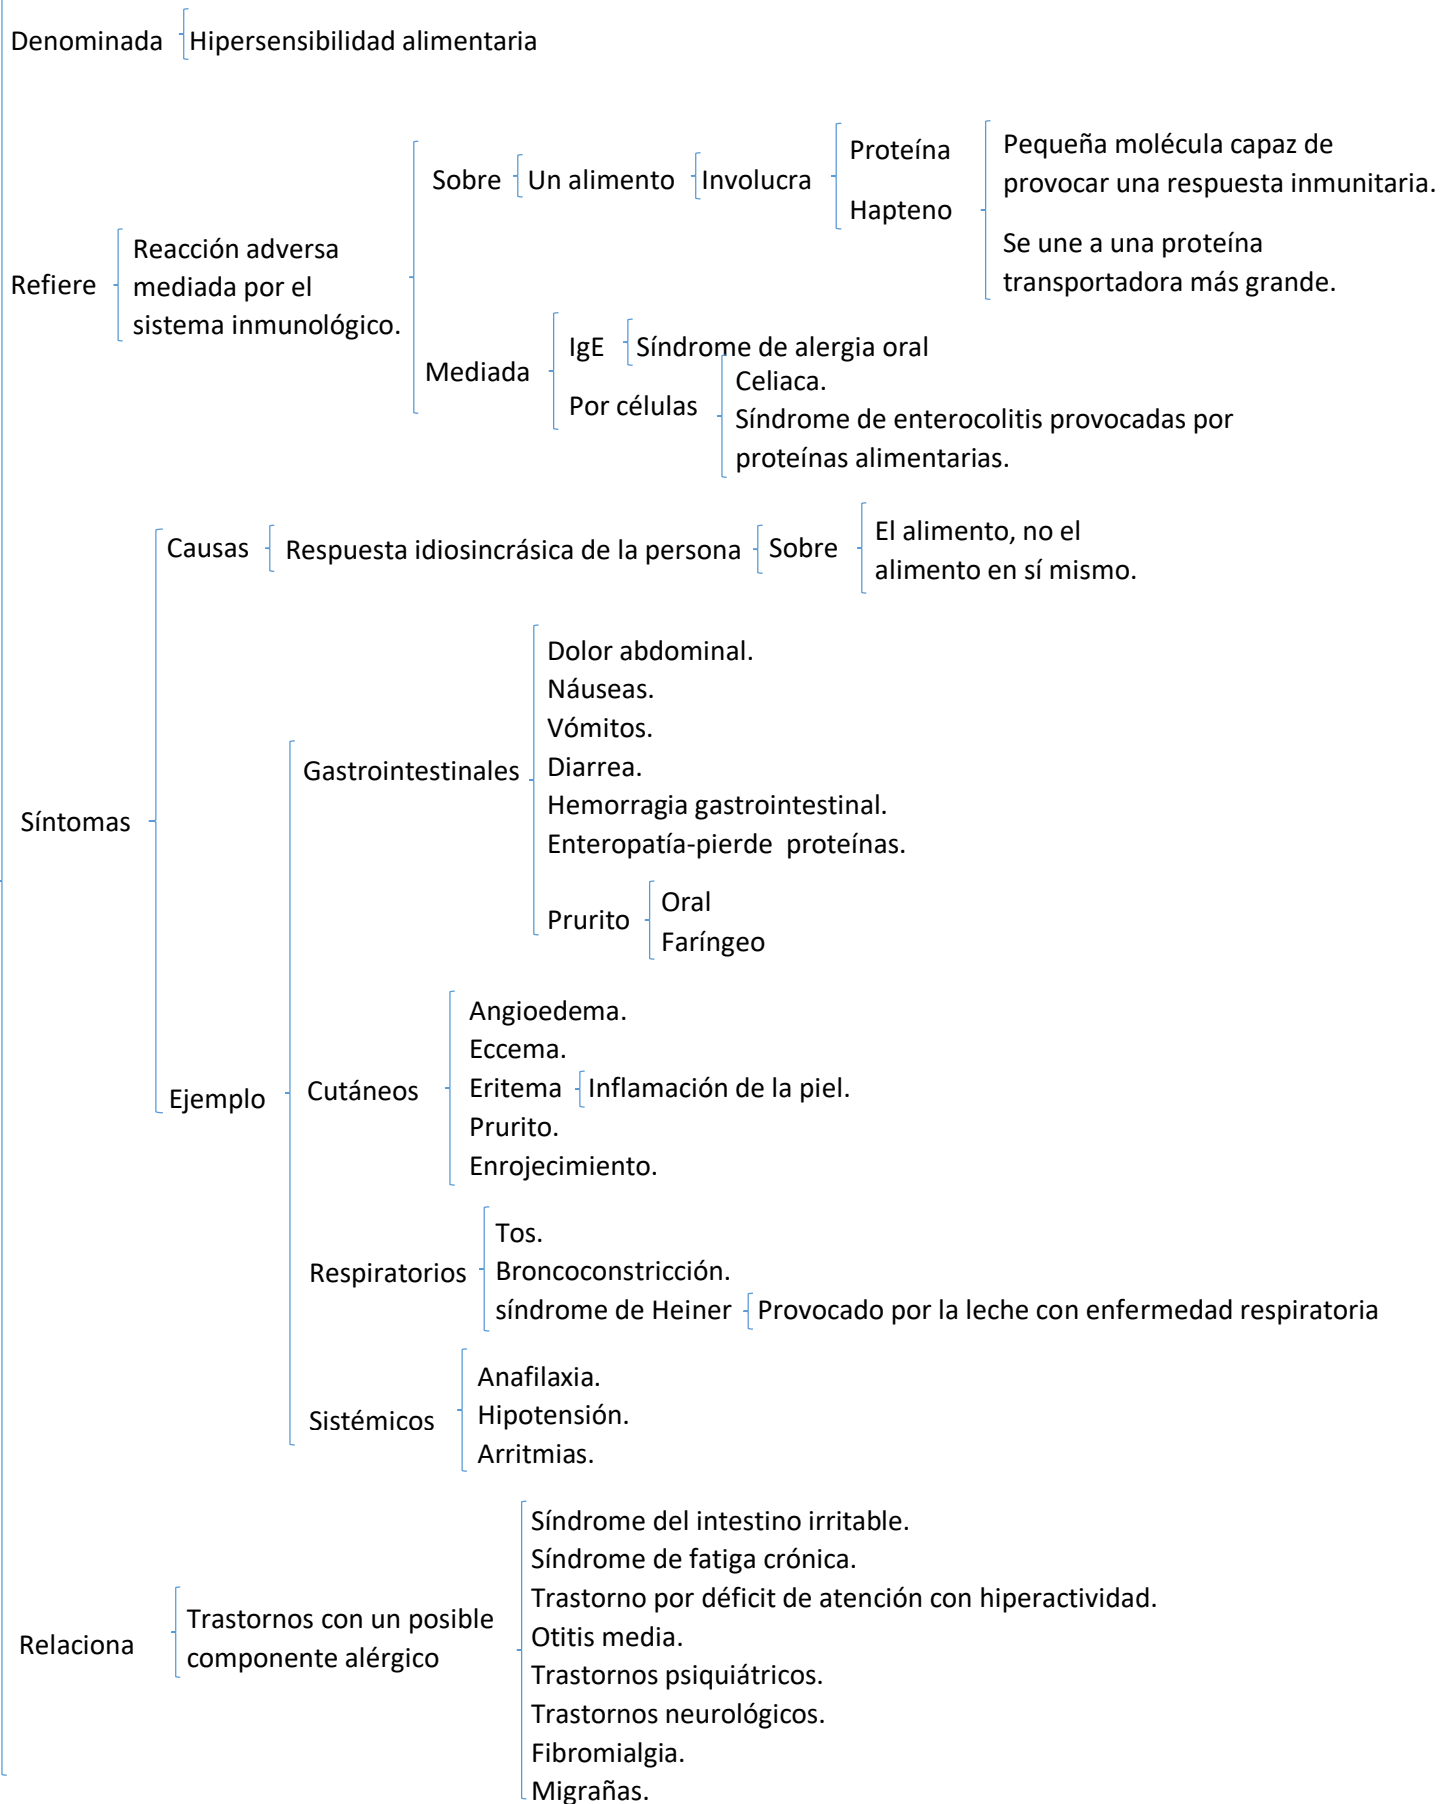 Denominada
Hipersensibilidad alimentaria
Refiere
Reacción adversa
mediada por el
sistema inmunológico.
Sobre
Un alimento
Involucra
Proteína
Hapteno
Pequeña molécula capaz de
provocar una respuesta inmunitaria.
Se une a una proteína
transportadora más grande.
Mediada
IgE
Síndrome de alergia oral
Por células
Celiaca.
Síndrome de enterocolitis provocadas por
proteínas alimentarias.
Síntomas
Causas
Respuesta idiosincrásica de la persona
Sobre
El alimento, no el
alimento en sí mismo.
Ejemplo
Gastrointestinales
Dolor abdominal.
Náuseas.
Vómitos.
Diarrea.
Hemorragia gastrointestinal.
Enteropatía-pierde proteínas.
Prurito
Oral
Faríngeo
Cutáneos
Angioedema.
Eccema.
Eritema
Inflamación de la piel.
Prurito.
Enrojecimiento.
Respiratorios
Tos.
Broncoconstricción.
síndrome de Heiner
Provocado por la leche con enfermedad respiratoria
Sistémicos
Anafilaxia.
Hipotensión.
Arritmias.
Relaciona
Trastornos con un posible
componente alérgico
Síndrome del intestino irritable.
Síndrome de fatiga crónica.
Trastorno por déficit de atención con hiperactividad.
Otitis media.
Trastornos psiquiátricos.
Trastornos neurológicos.
Fibromialgia.
Migrañas.